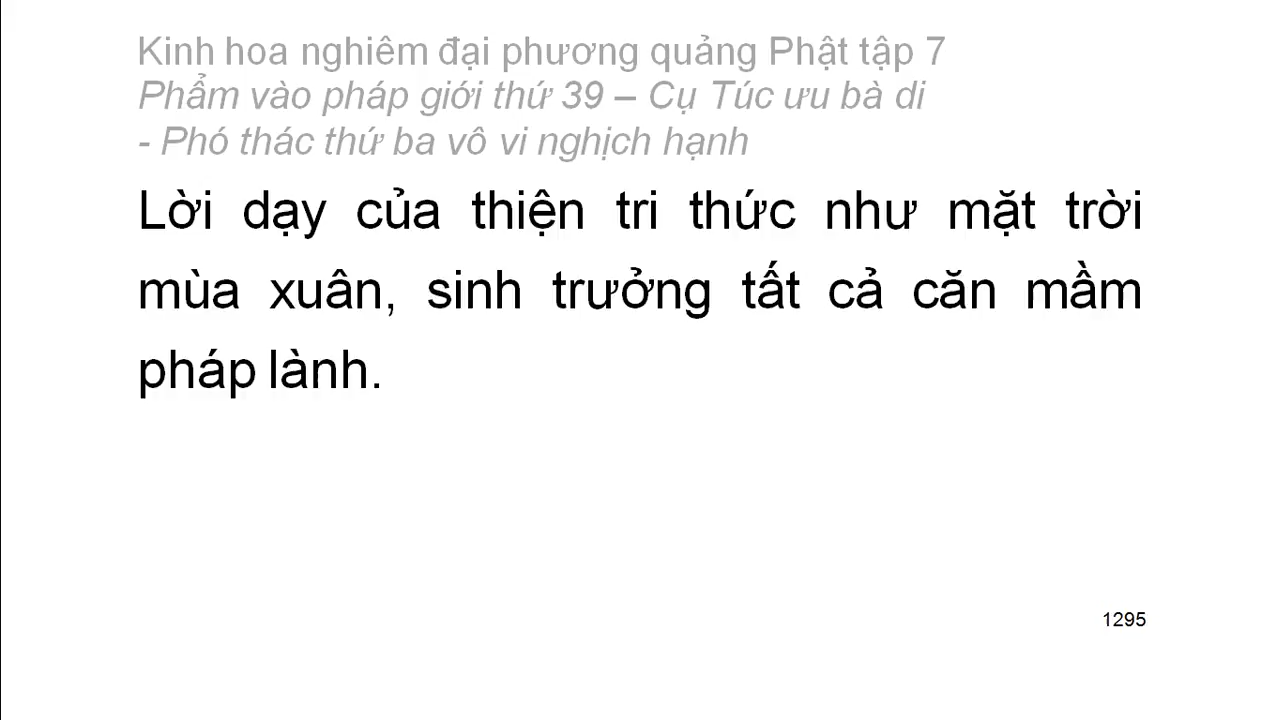 Kinh hoa nghiêm đại phương quảng Phật tập 7
Phẩm vào pháp giới thứ 39 – Cụ Túc ưu bà di
- Phó thác thứ ba vô vi nghịch hạnh
Lời dạy của thiện tri thức như mặt trời
mùa xuân, sinh trưởng tất cả căn mầm
pháp lành.
1295